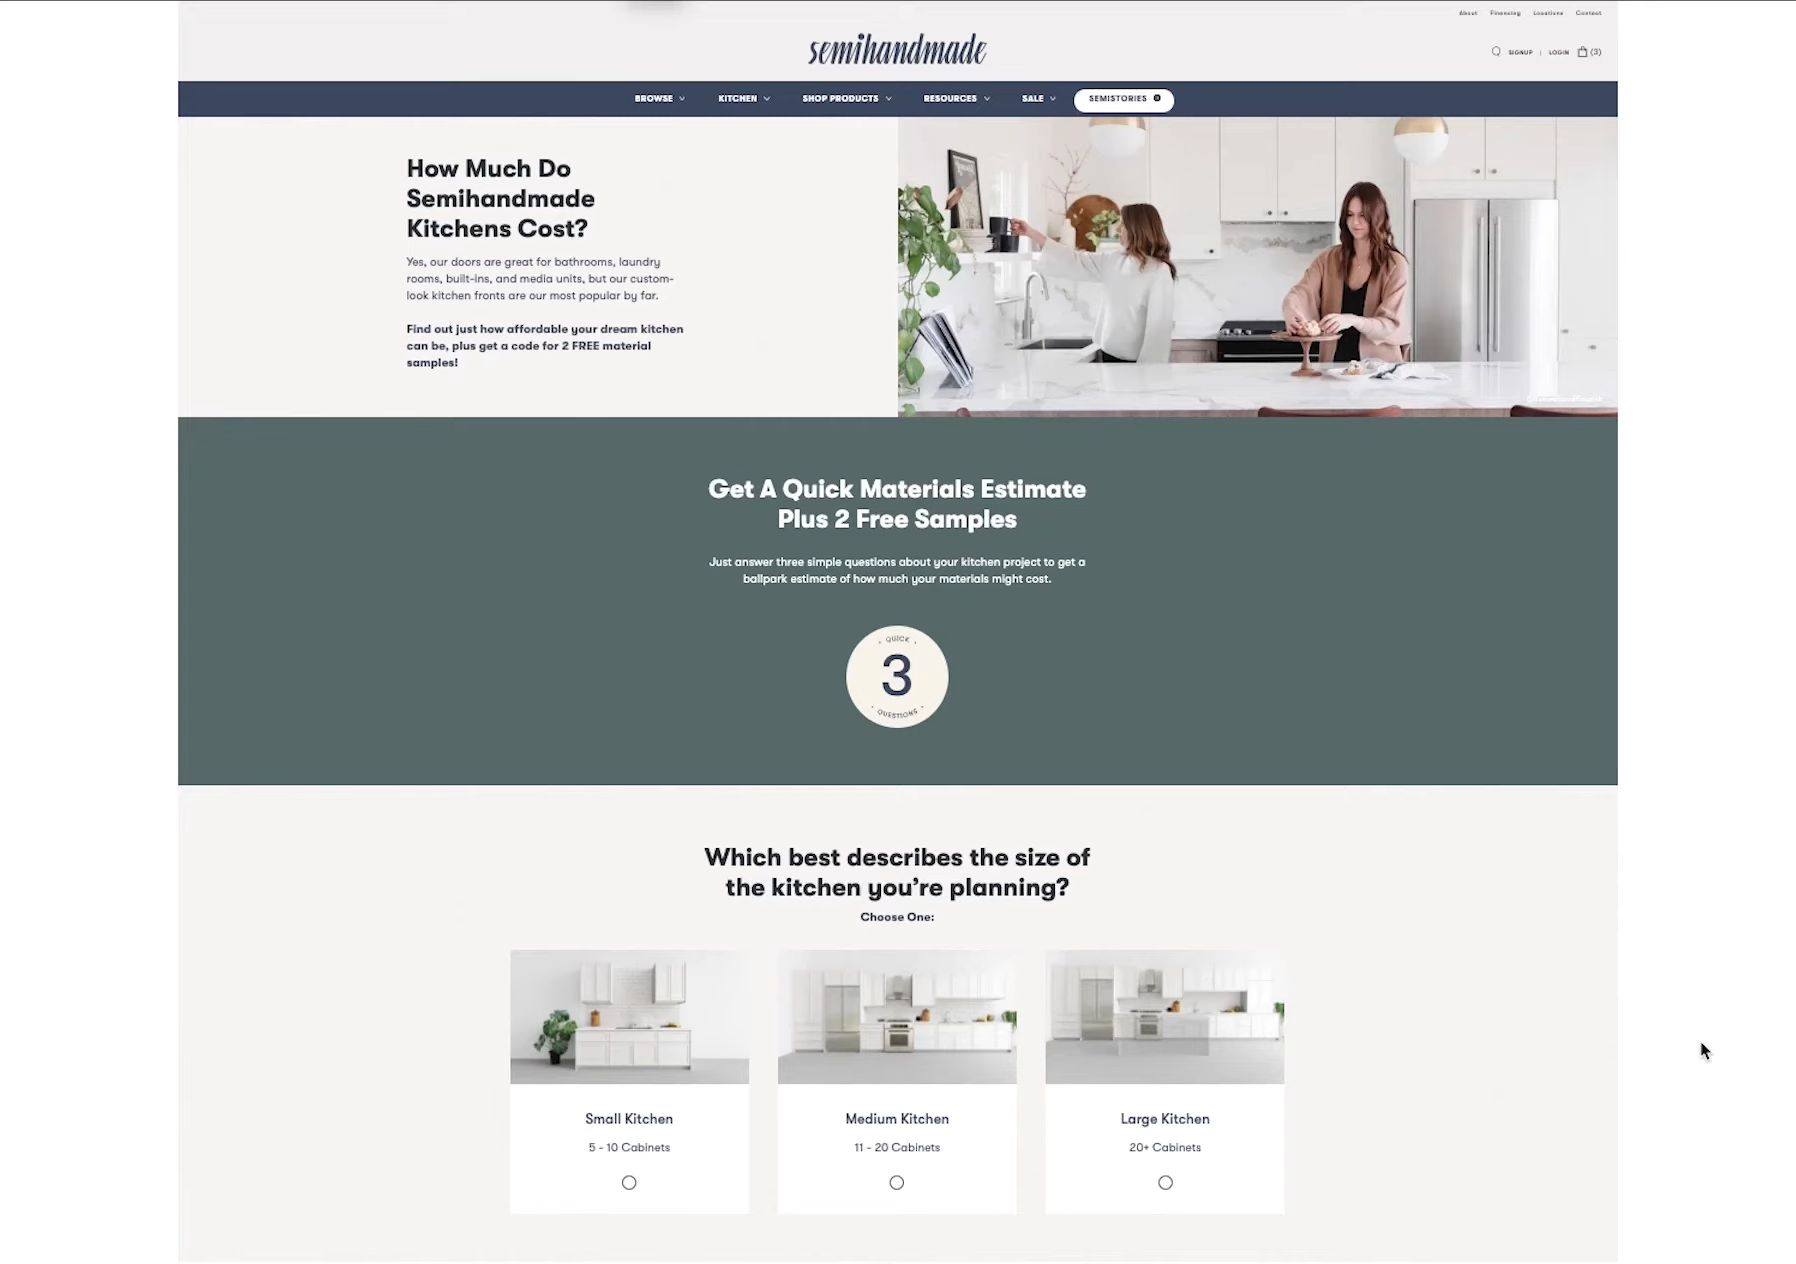 About Financing Locations Contact
semihandmade
SIGNUP | LOGIN (3)
BROWSE KITCHEN SHOP PRODUCTS RESOURCES SALE SEMISTORIES
How Much Do
Semihandmade
Kitchens Cost?
Yes, our doors are great for bathrooms, laundry
rooms, built-ins, and media units, but our custom-
look kitchen fronts are our most popular by far.
Find out just how affordable your dream kitchen
can be, plus get a code for 2 FREE material
samples!
Get A Quick Materials Estimate
Plus 2 Free Samples
Just answer three simple questions about your kitchen project to get a
ballpark estimate of how much your materials might cost.
• QUICK •
3
• QUESTIONS •
Which best describes the size of
the kitchen you’re planning?
Choose One:
Small Kitchen
5 - 10 Cabinets
Medium Kitchen
11 - 20 Cabinets
Large Kitchen
20+ Cabinets